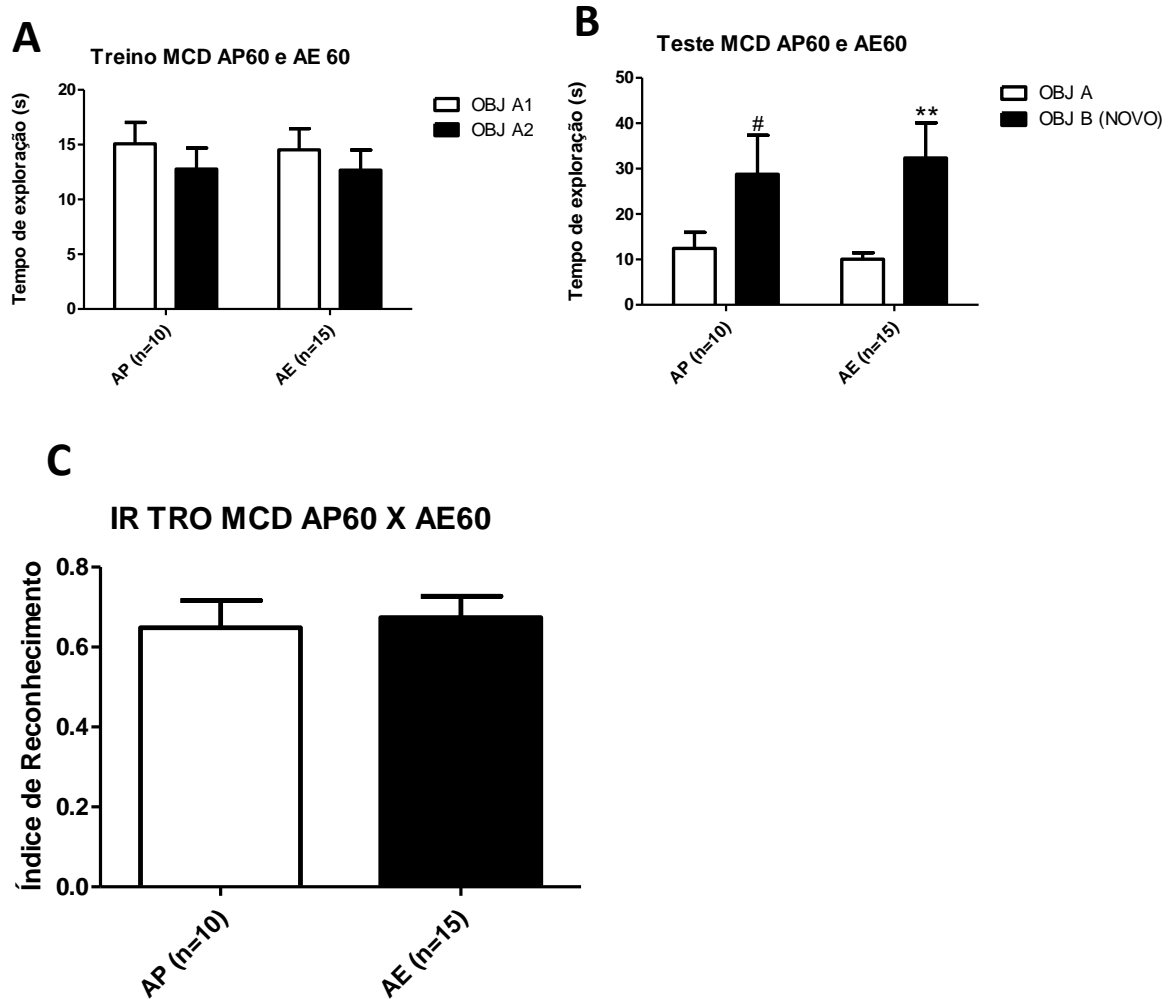 A
Treino MCD AP60 e AE 60
Tempo de exploração (s)
20
15
10
5
0
AP (n=10)
AE (n=15)
OBJ A1
OBJ A2
B
Teste MCD AP60 e AE60
Tempo de exploração (s)
50
40
30
20
10
0
#
**
AP (n=10)
AE (n=15)
OBJ A
OBJ B (NOVO)
C
IR TRO MCD AP60 X AE60
Índice de Reconhecimento
0.8
0.6
0.4
0.2
0.0
AP (n=10)
AE (n=15)